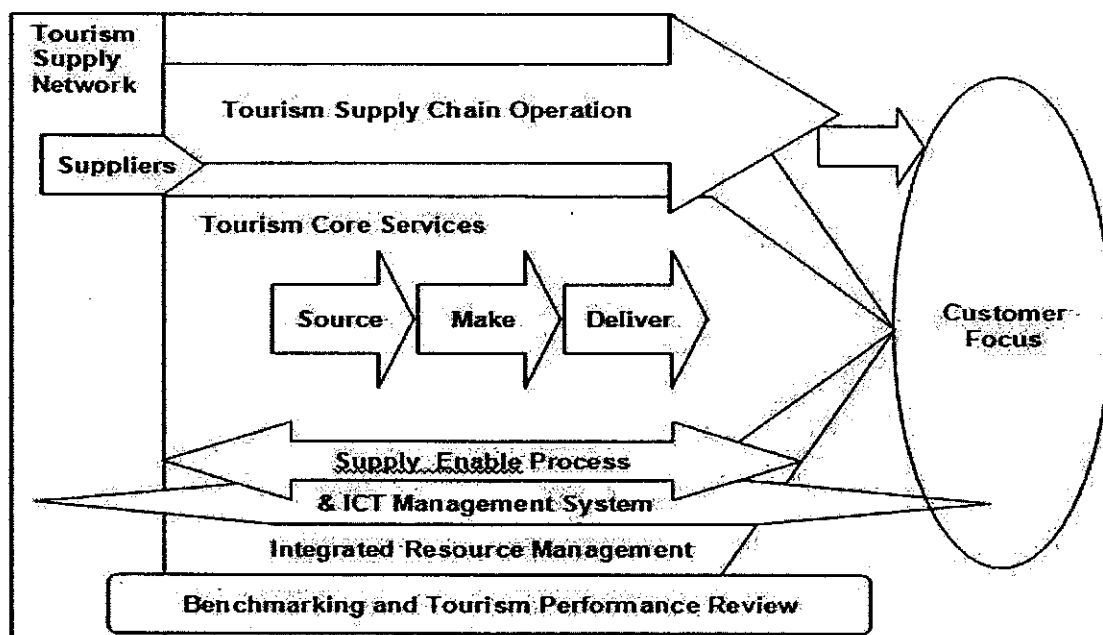 Tourism
Supply
Network
Tourism Supply Chain Operation
Suppliers
Tourism Core Services
Source
Make
Deliver
Customer
Focus
Supply Enable Process
& ICT Management System
Integrated Resource Management
Benchmarking and Tourism Performance Review